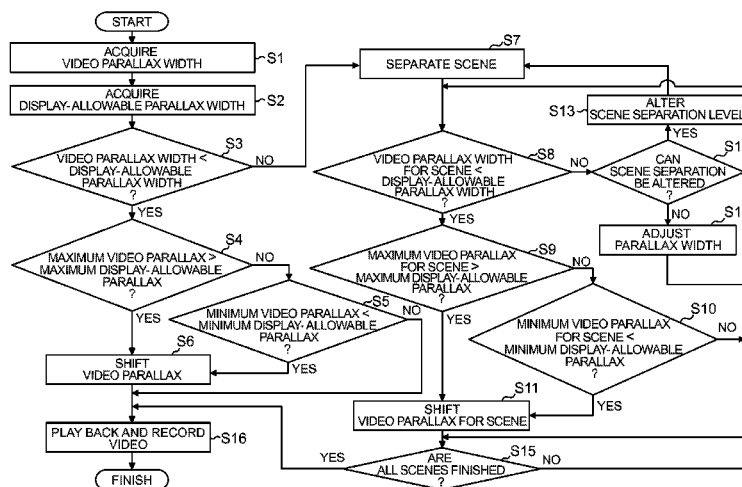 START
ACQUIRE
VIDEO PARALLAX WIDTH
S1
ACQUIRE
DISPLAY-ALLOWABLE PARALLAX WIDTH
S2
S3
VIDEO PARALLAX WIDTH <
DISPLAY-ALLOWABLE
PARALLAX WIDTH
?
NO
YES
S4
MAXIMUM VIDEO PARALLAX >
MAXIMUM DISPLAY-ALLOWABLE
PARALLAX
?
NO
YES
S5
MINIMUM VIDEO PARALLAX <
MINIMUM DISPLAY-ALLOWABLE
PARALLAX
?
NO
YES
S6
SHIFT
VIDEO PARALLAX
PLAY BACK AND RECORD
VIDEO
S16
FINISH
S7
SEPARATE SCENE
S8
VIDEO PARALLAX WIDTH
FOR SCENE <
DISPLAY-ALLOWABLE
PARALLAX WIDTH
?
NO
YES
S13
ALTER
SCENE SEPARATION LEVEL
YES
S1
CAN
SCENE SEPARATION
BE ALTERED
?
NO
S1
ADJUST
PARALLAX WIDTH
S9
MAXIMUM VIDEO PARALLAX
FOR SCENE >
MAXIMUM DISPLAY-ALLOWABLE
PARALLAX
?
NO
YES
S10
MINIMUM VIDEO PARALLAX
FOR SCENE <
MINIMUM DISPLAY-ALLOWABLE
PARALLAX
?
NO
YES
S11
SHIFT
VIDEO PARALLAX FOR SCENE
S15
ARE
ALL SCENES FINISHED
?
YES
NO